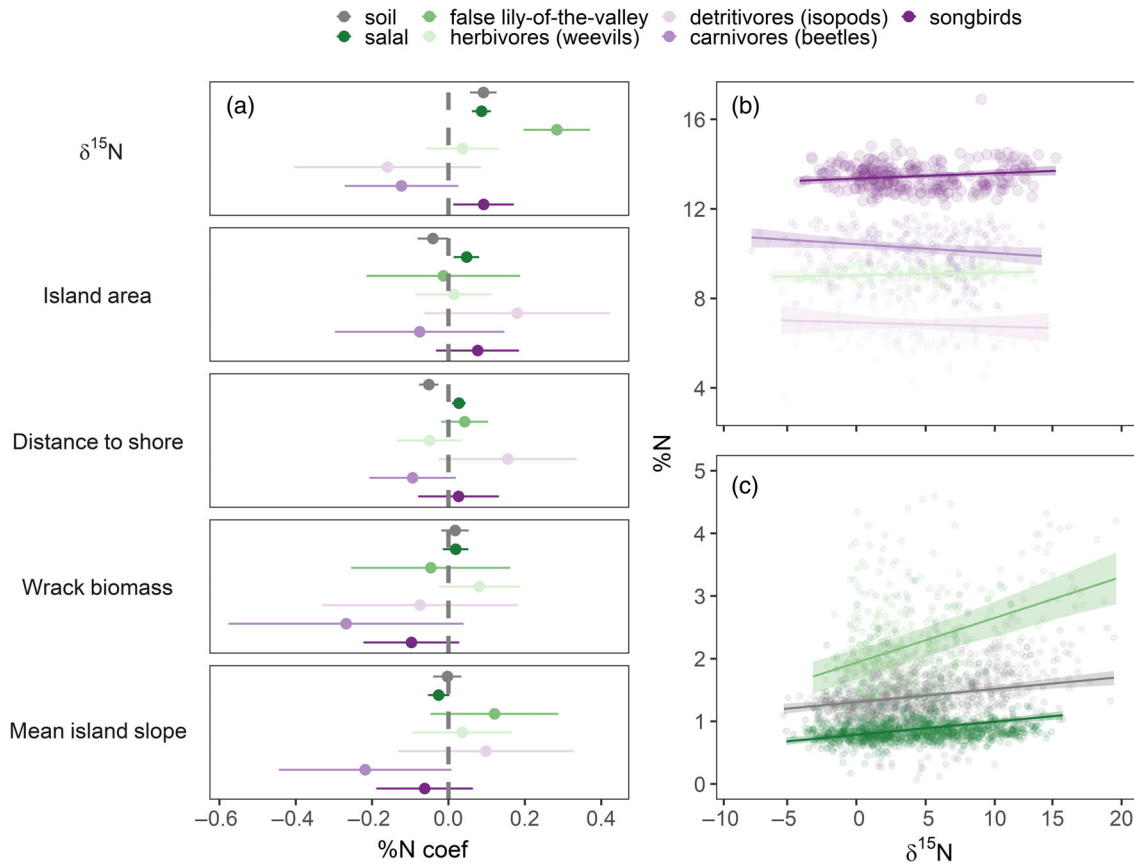 soil false lily-of-the-valley detritivores (isopods) songbirds
salal herbivores (weevils) carnivores (beetles)
(a)
δ15N
Island area
Distance to shore
Wrack biomass
Mean island slope
−0.6 −0.4 −0.2 0.0 0.2 0.4
%N coef
%N
(b)
16
12
8
4
(c)
5
4
3
2
1
0
−10 −5 0 5 10 15 20
δ15N